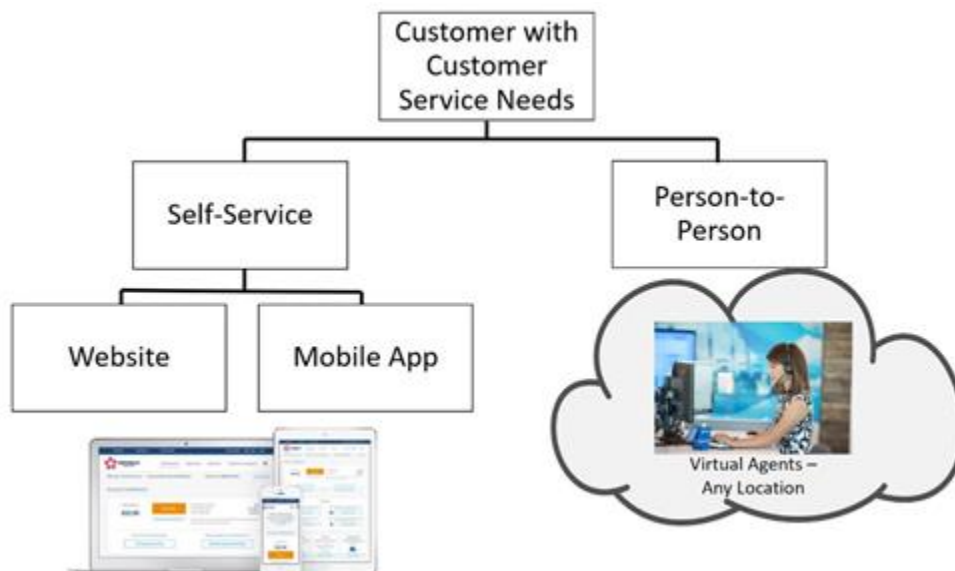 Customer with
Customer
Service Needs
Self-Service
Person-to-
Person
Website
Mobile App
Virtual Agents –
Any Location